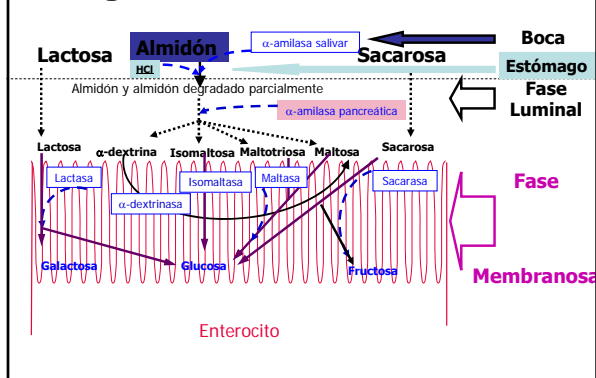 Boca
Lactosa Almidón α-amilasa salivar Sacarosa
HCl Estómago
Almidón y almidón degradado parcialmente Fase
Luminal
α-amilasa pancreática
Lactosa α-dextrina Isomaltosa Maltotriosa Maltosa Sacarosa
Lactasa Isomaltasa Maltasa Sacarasa Fase
α-dextrinasa
Galactosa Glucosa Fructosa Membranosa
Enterocito